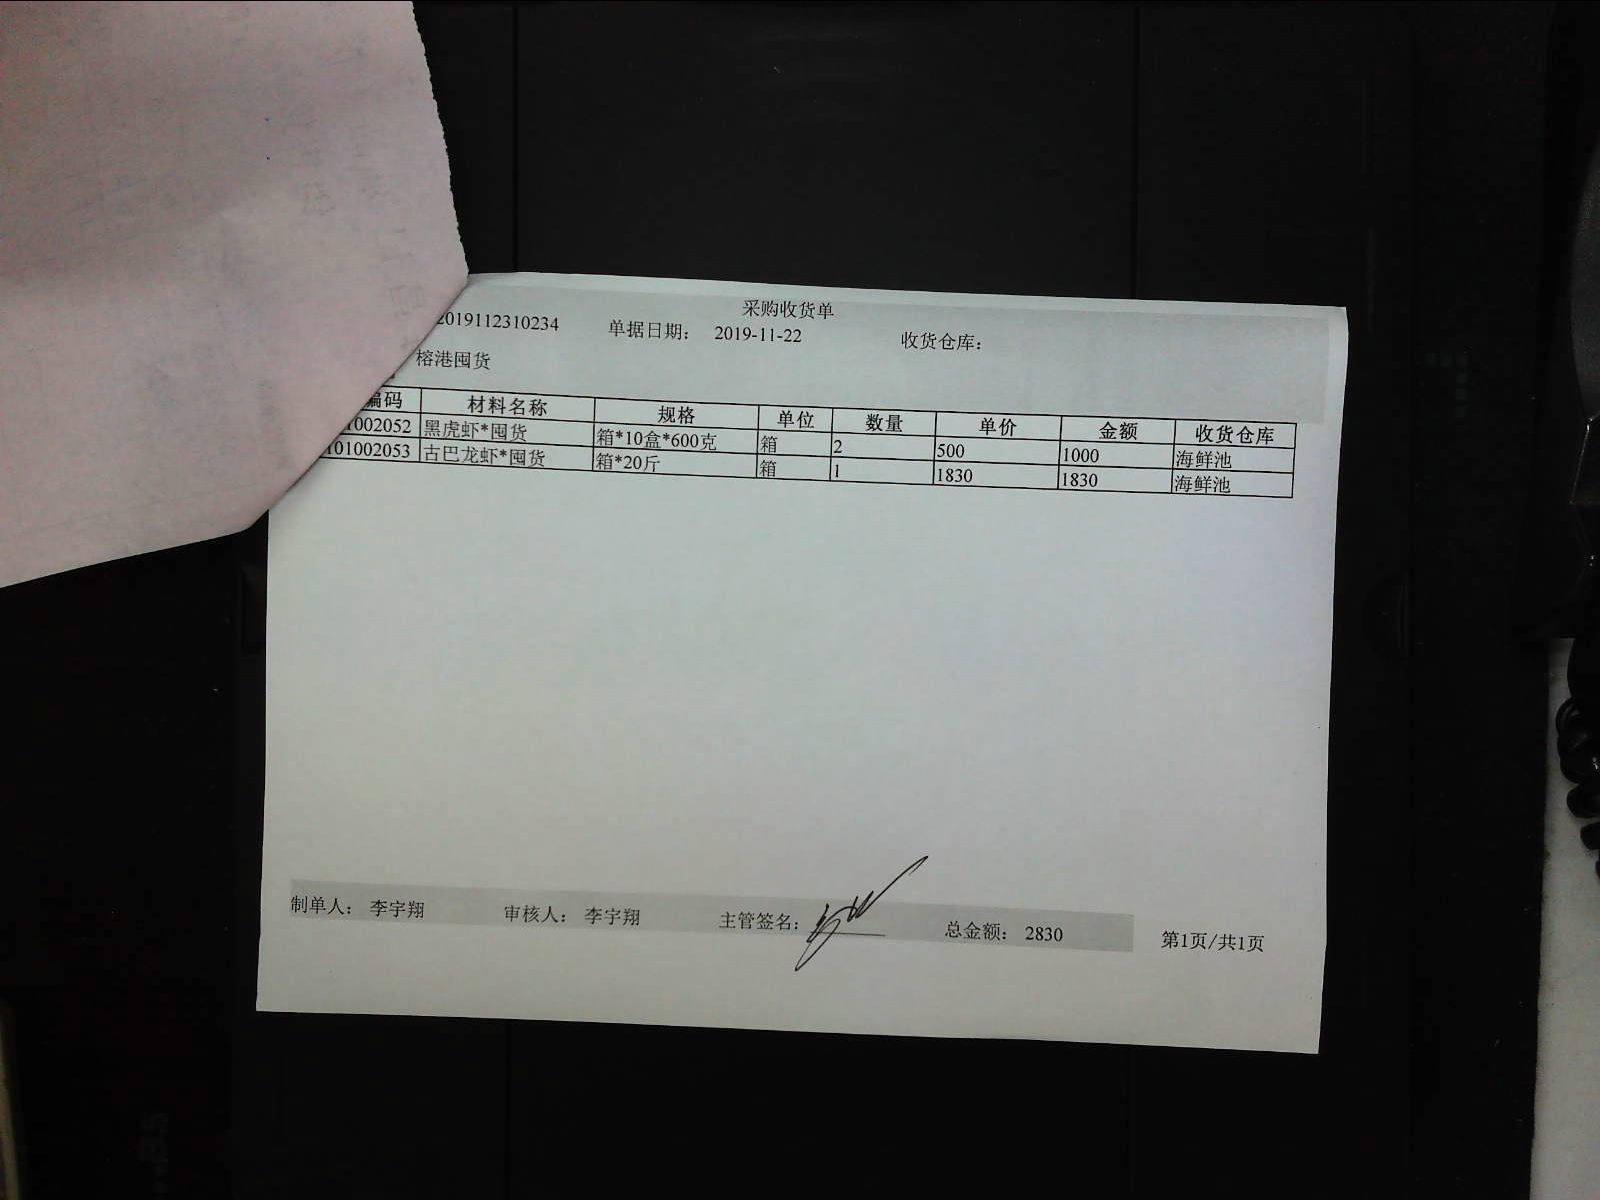 采购收货单
2019112310234 单据日期： 2019-11-22 收货仓库：
榕港囤货
编码 材料名称 规格 单位 数量 单价 金额 收货仓库
1002052 黑虎虾*囤货 箱*10盒*600克 箱 2 500 1000 海鲜池
101002053 古巴龙虾*囤货 箱*20斤 箱 1 1830 1830 海鲜池
制单人： 李宇翔 审核人： 李宇翔 主管签名： 总金额： 2830 第1页/共1页